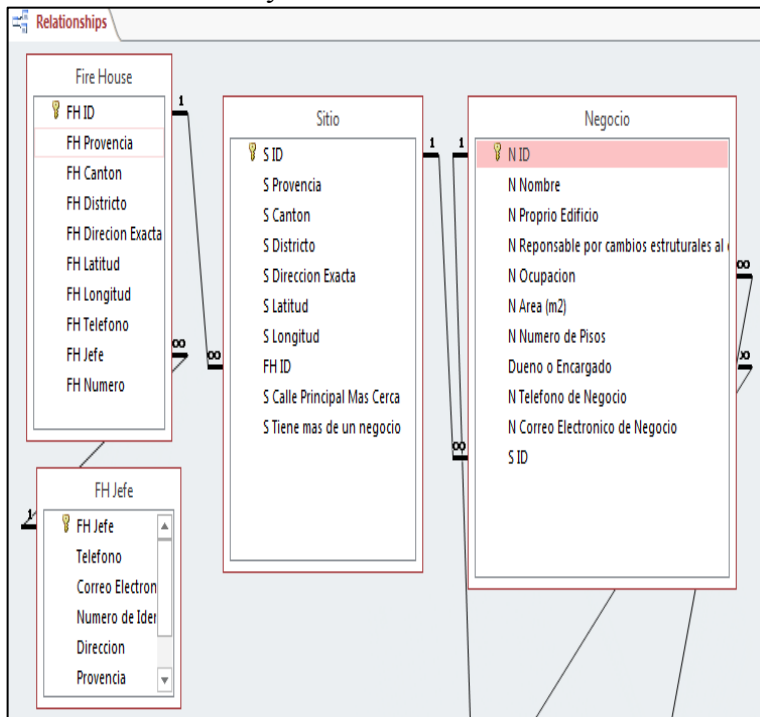 Relationships
Fire House
FH ID
FH Provencia
FH Canton
FH Districto
FH Direcion Exacta
FH Latitud
FH Longitud
FH Telefono
FH Jefe
FH Numero
1
∞
Sitio
S ID
S Provencia
S Canton
S Districto
S Direccion Exacta
S Latitud
S Longitud
FH ID
S Calle Principal Mas Cerca
S Tiene mas de un negocio
∞
1
Negocio
N ID
N Nombre
N Proprio Edificio
N Reponsable por cambios estruturales al
N Ocupacion
N Area (m2)
N Numero de Pisos
Dueno o Encargado
N Telefono de Negocio
N Correo Electronico de Negocio
S ID
1
∞
∞
∞
FH Jefe
FH Jefe
Telefono
Correo Electron
Numero de Iden
Direccion
Provencia
1